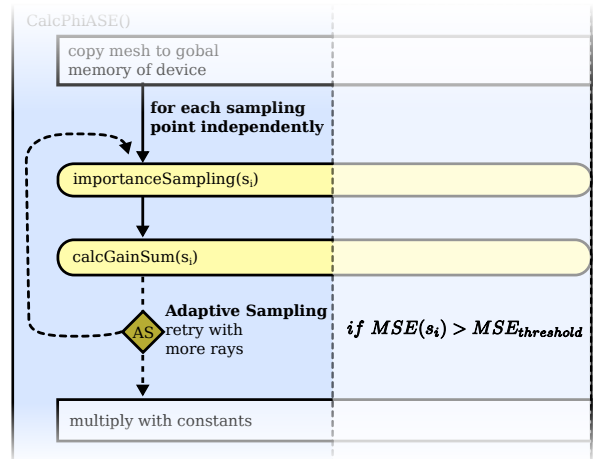 CalcPhiASE()
copy mesh to gobal
memory of device
for each sampling
point independently
importanceSampling(sᵢ)
calcGainSum(sᵢ)
Adaptive Sampling
AS
retry with
more rays
if MSE(sᵢ) > MSE_threshold
multiply with constants